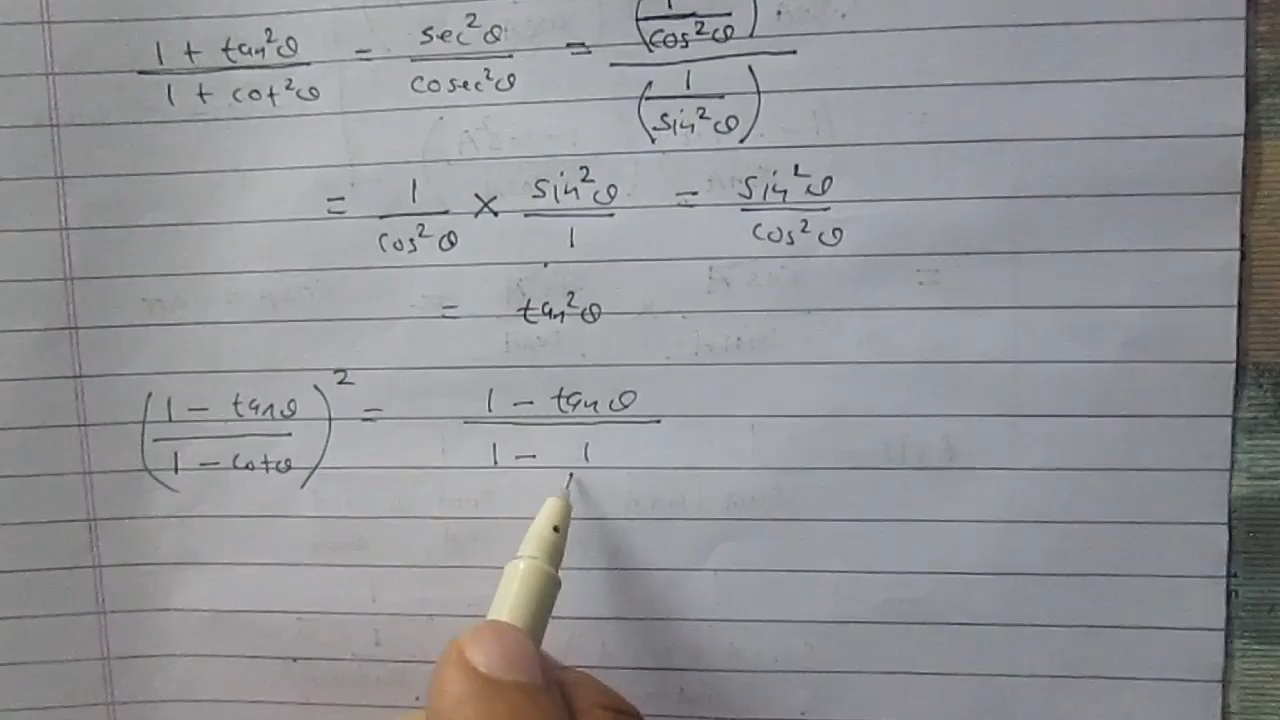 (1 + tan²θ)/(1 + cot²θ) = sec²θ/cosec²θ = (1/cos²θ)/(1/sin²θ)
= 1/cos²θ × sin²θ/1 = sin²θ/cos²θ
= tan²θ
((1 - tanθ)/(1 - cotθ))² = (1 - tanθ)/(1 - 1